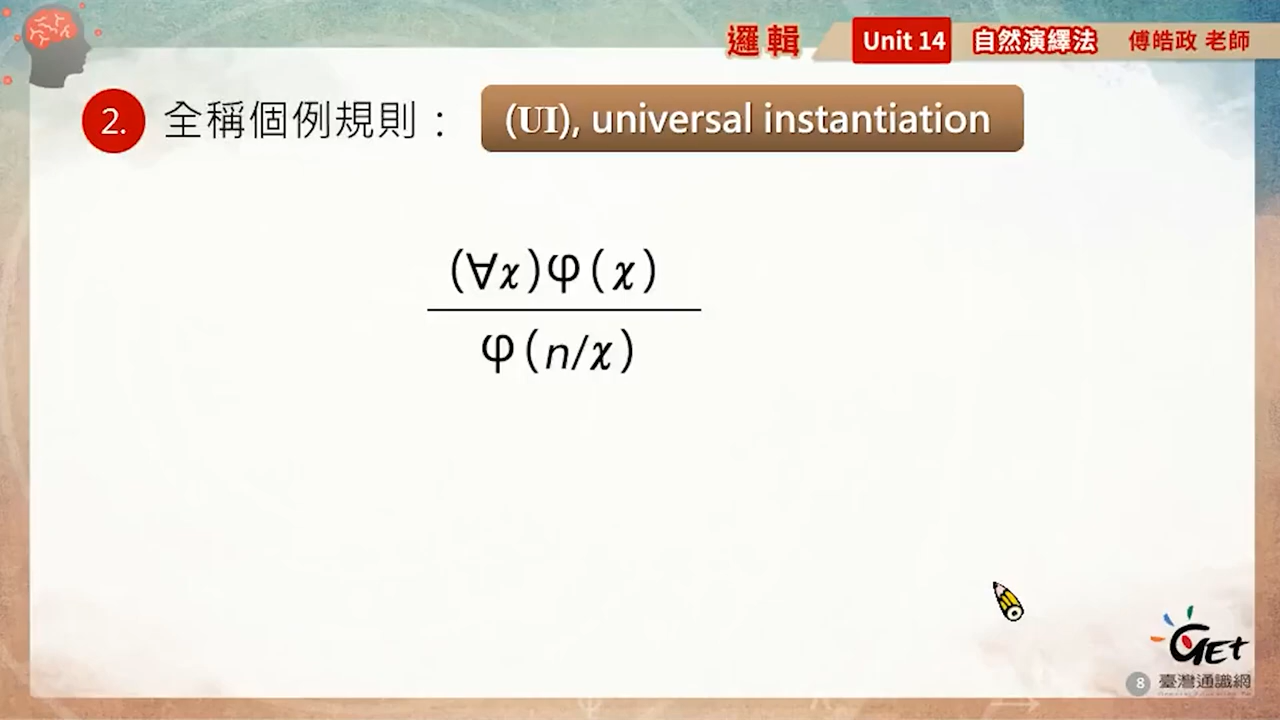 邏輯 Unit 14 自然演繹法 傅皓政 老師
2. 全稱個例規則： (UI), universal instantiation
(∀x)φ(x)
φ(n/x)
GEt
8 臺灣通識網